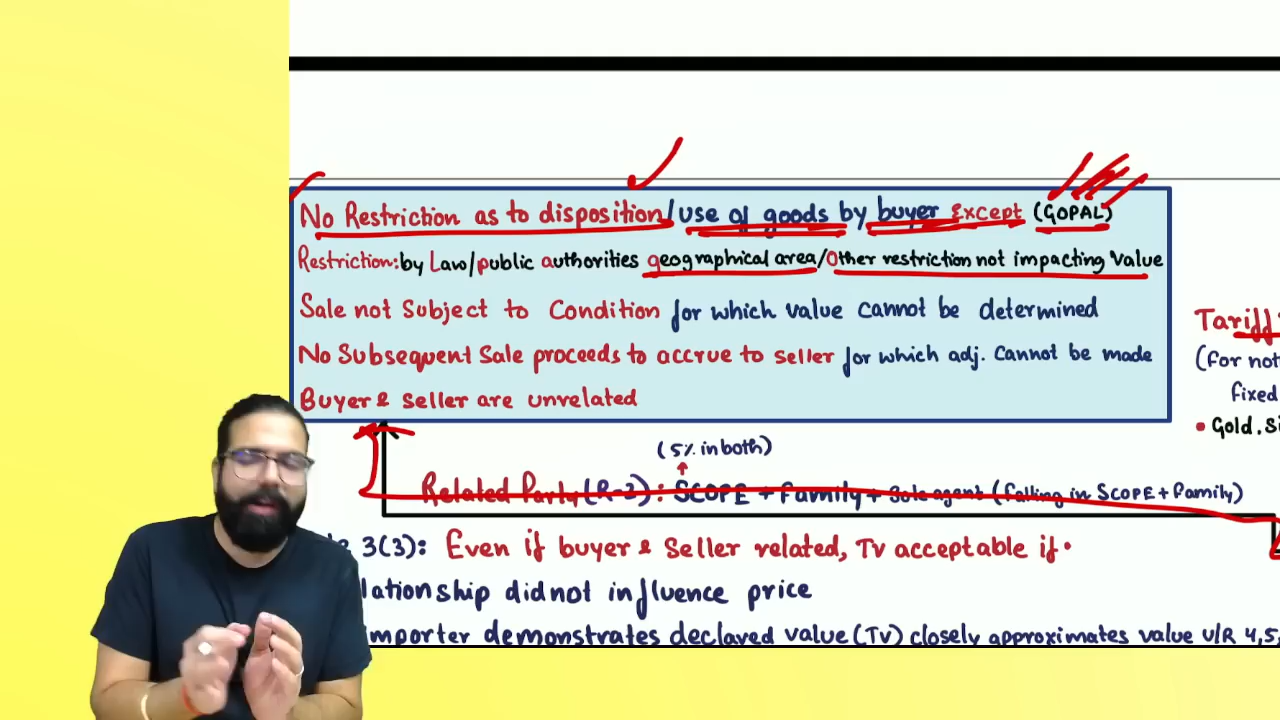 No Restriction as to disposition/use of goods by buyer Except (GOPAL)
Restriction: by Law/public authorities geographical area/Other restriction not impacting Value
Sale not Subject to Condition for which value cannot be determined
No Subsequent Sale proceeds to accrue to seller for which adj. Cannot be made
Buyer & Seller are unrelated
Tariff
(for not
fixed
• Gold. Si
(5% in both)
Related Party (R-2): SCOPE + Family + Sole agent (falling in SCOPE + Family)
3(3): Even if buyer & Seller related, TV acceptable if
lationship did not influence price
mporter demonstrates declared value (TV) closely approximates value U/R 4,5,